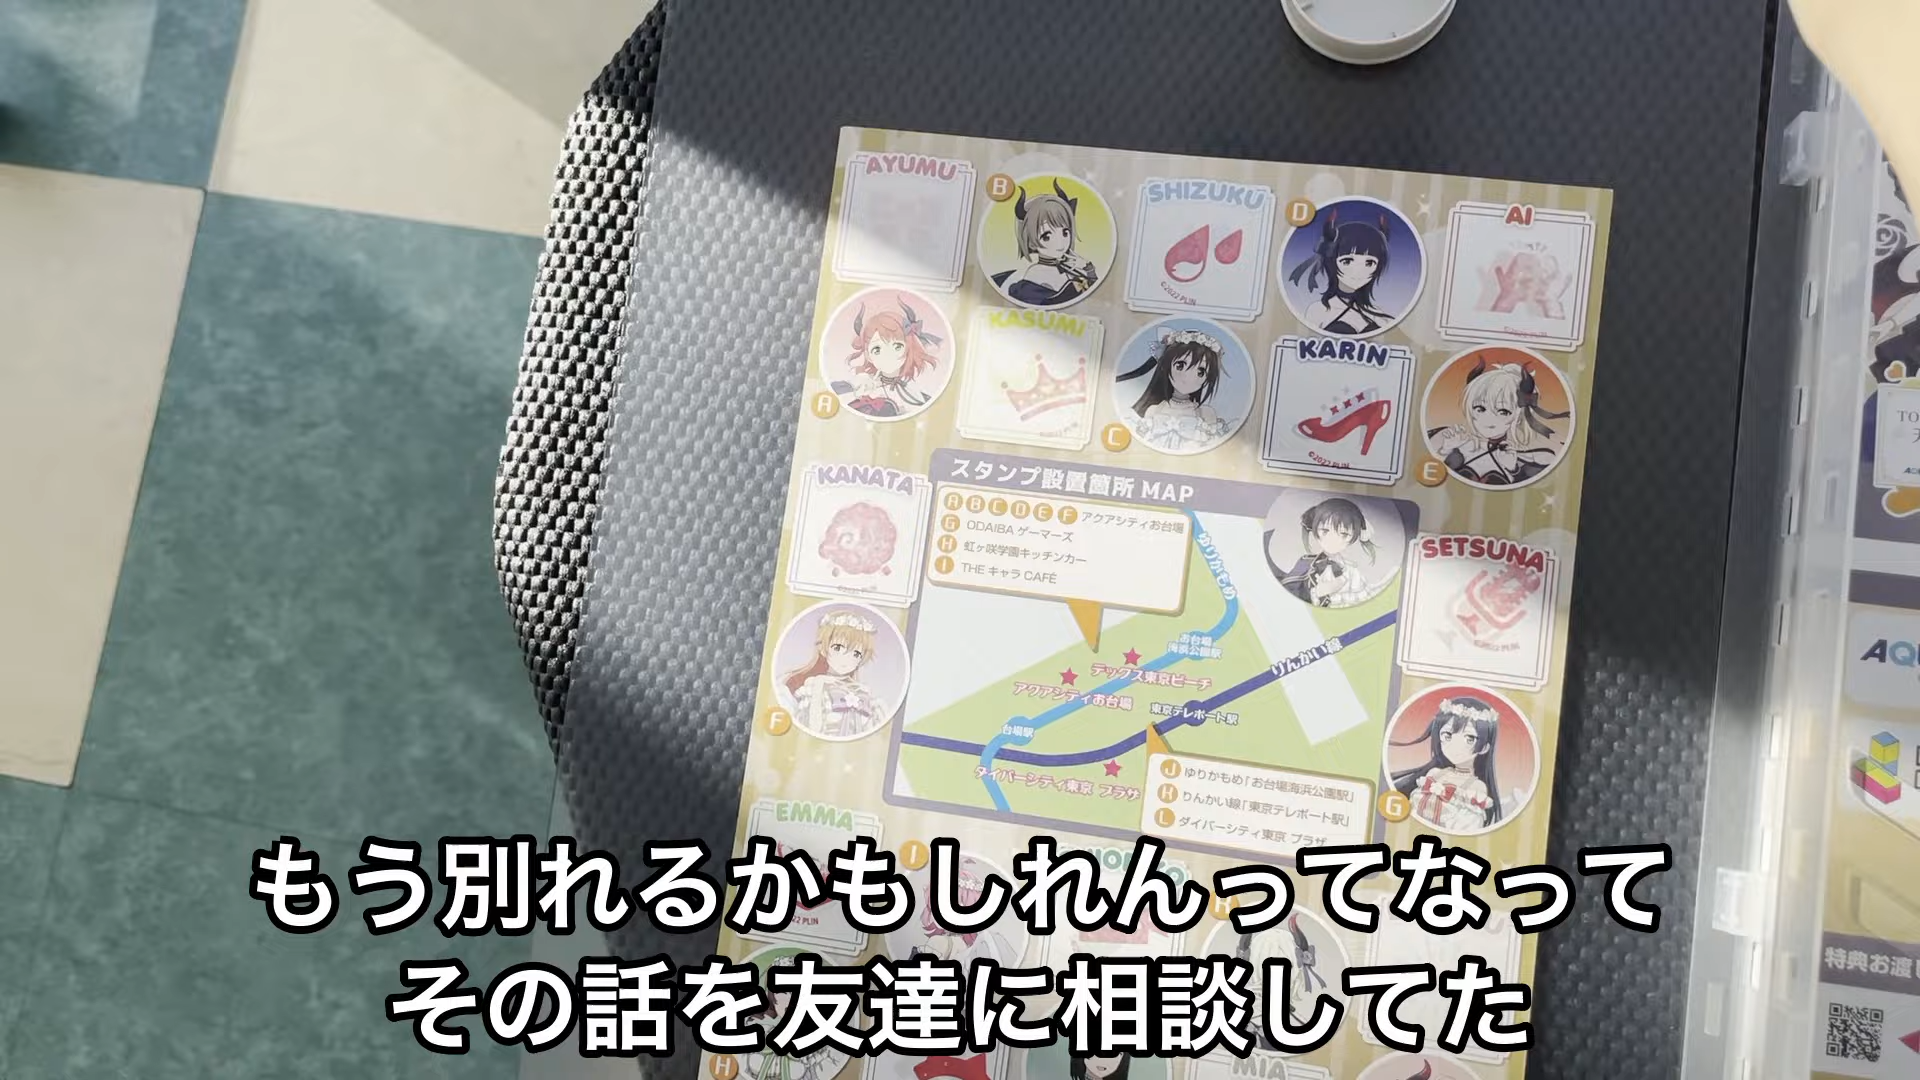 AYUMU
B
SHIZUKU
D
AI
©2022 PLIN
KASUMI
KARIN
A
C
©2022 PLIN
E
KANATA
スタンプ設置箇所 MAP
A B C D E F アクアシティお台場
G ODAIBA ゲーマーズ
H 虹ヶ咲学園キッチンカー
I THE キャラ CAFÉ
ゆりかもめ
SETSUNA
©2022 PLIN
お台場
海浜公園駅
りんかい線
デックス東京ビーチ
アクアシティお台場
東京テレポート駅
F
台場駅
ダイバーシティ東京 プラザ
J ゆりかもめ「お台場海浜公園駅」
K りんかい線「東京テレポート駅」
L ダイバーシティ東京 プラザ
G
EMMA
I
もう別れるかもしれんってなって
その話を友達に相談してた
H
MIA
特典お渡し